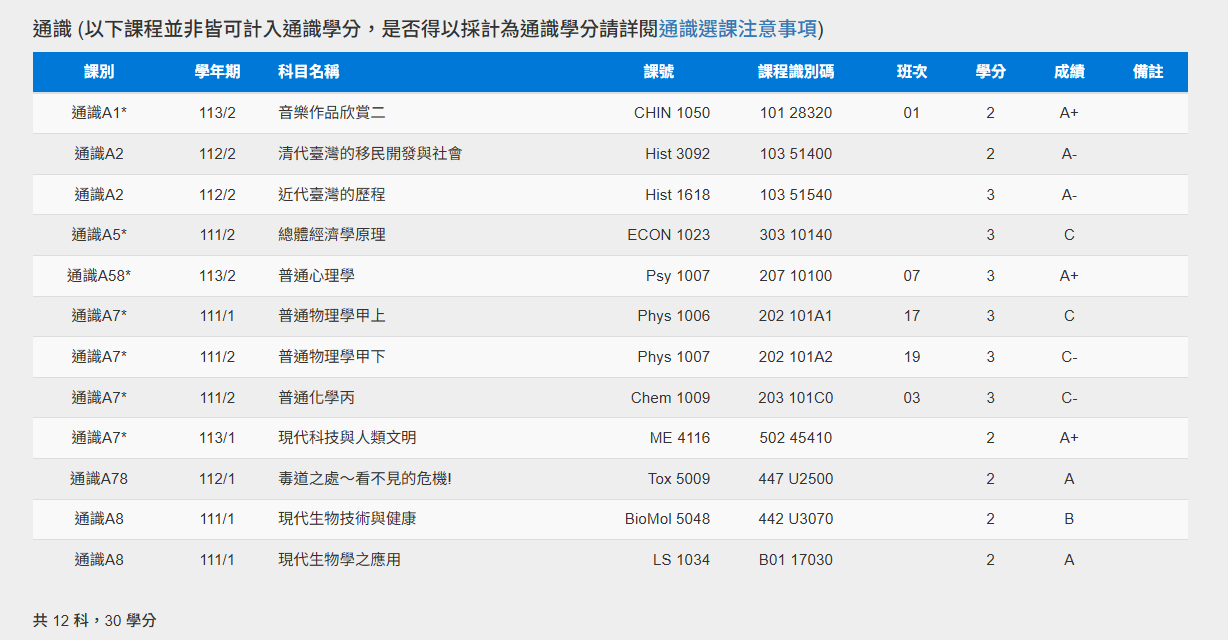 通識 (以下課程並非皆可計入通識學分，是否得以採計為通識學分請詳閱通識選課注意事項)
課別 學年期 科目名稱 課號 課程識別碼 班次 學分 成績 備註
通識A1* 113/2 音樂作品欣賞二 CHIN 1050 101 28320 01 2 A+
通識A2 112/2 清代臺灣的移民開發與社會 Hist 3092 103 51400 2 A-
通識A2 112/2 近代臺灣的歷程 Hist 1618 103 51540 3 A-
通識A5* 111/2 總體經濟學原理 ECON 1023 303 10140 3 C
通識A58* 113/2 普通心理學 Psy 1007 207 10100 07 3 A+
通識A7* 111/1 普通物理學甲上 Phys 1006 202 101A1 17 3 C
通識A7* 111/2 普通物理學甲下 Phys 1007 202 101A2 19 3 C-
通識A7* 111/2 普通化學丙 Chem 1009 203 101C0 03 3 C-
通識A7* 113/1 現代科技與人類文明 ME 4116 502 45410 2 A+
通識A78 112/1 毒道之處～看不見的危機! Tox 5009 447 U2500 2 A
通識A8 111/1 現代生物技術與健康 BioMol 5048 442 U3070 2 B
通識A8 111/1 現代生物學之應用 LS 1034 B01 17030 2 A
共 12 科，30 學分